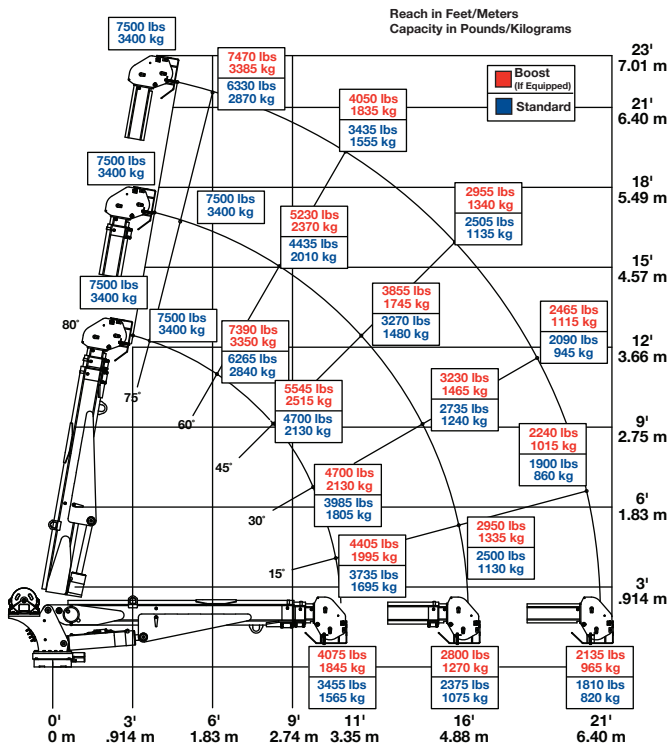 Reach in Feet/Meters
Capacity in Pounds/Kilograms
Boost
(If Equipped)
Standard
7500 lbs
3400 kg
7470 lbs
3385 kg
6330 lbs
2870 kg
4050 lbs
1835 kg
3435 lbs
1555 kg
23'
7.01 m
21'
6.40 m
7500 lbs
3400 kg
7500 lbs
3400 kg
5230 lbs
2370 kg
4435 lbs
2010 kg
2955 lbs
1340 kg
2505 lbs
1135 kg
18'
5.49 m
15'
4.57 m
7500 lbs
3400 kg
7500 lbs
3400 kg
7390 lbs
3350 kg
6265 lbs
2840 kg
3855 lbs
1745 kg
3270 lbs
1480 kg
2465 lbs
1115 kg
2090 lbs
945 kg
12'
3.66 m
80°
75°
60°
45°
30°
15°
5545 lbs
2515 kg
4700 lbs
2130 kg
3230 lbs
1465 kg
2735 lbs
1240 kg
2240 lbs
1015 kg
1900 lbs
860 kg
9'
2.75 m
4700 lbs
2130 kg
3985 lbs
1805 kg
6'
1.83 m
4405 lbs
1995 kg
3735 lbs
1695 kg
2950 lbs
1335 kg
2500 lbs
1130 kg
3'
.914 m
4075 lbs
1845 kg
3455 lbs
1565 kg
2800 lbs
1270 kg
2375 lbs
1075 kg
2135 lbs
965 kg
1810 lbs
820 kg
0'
0 m
3'
.914 m
6'
1.83 m
9'
2.74 m
11'
3.35 m
16'
4.88 m
21'
6.40 m